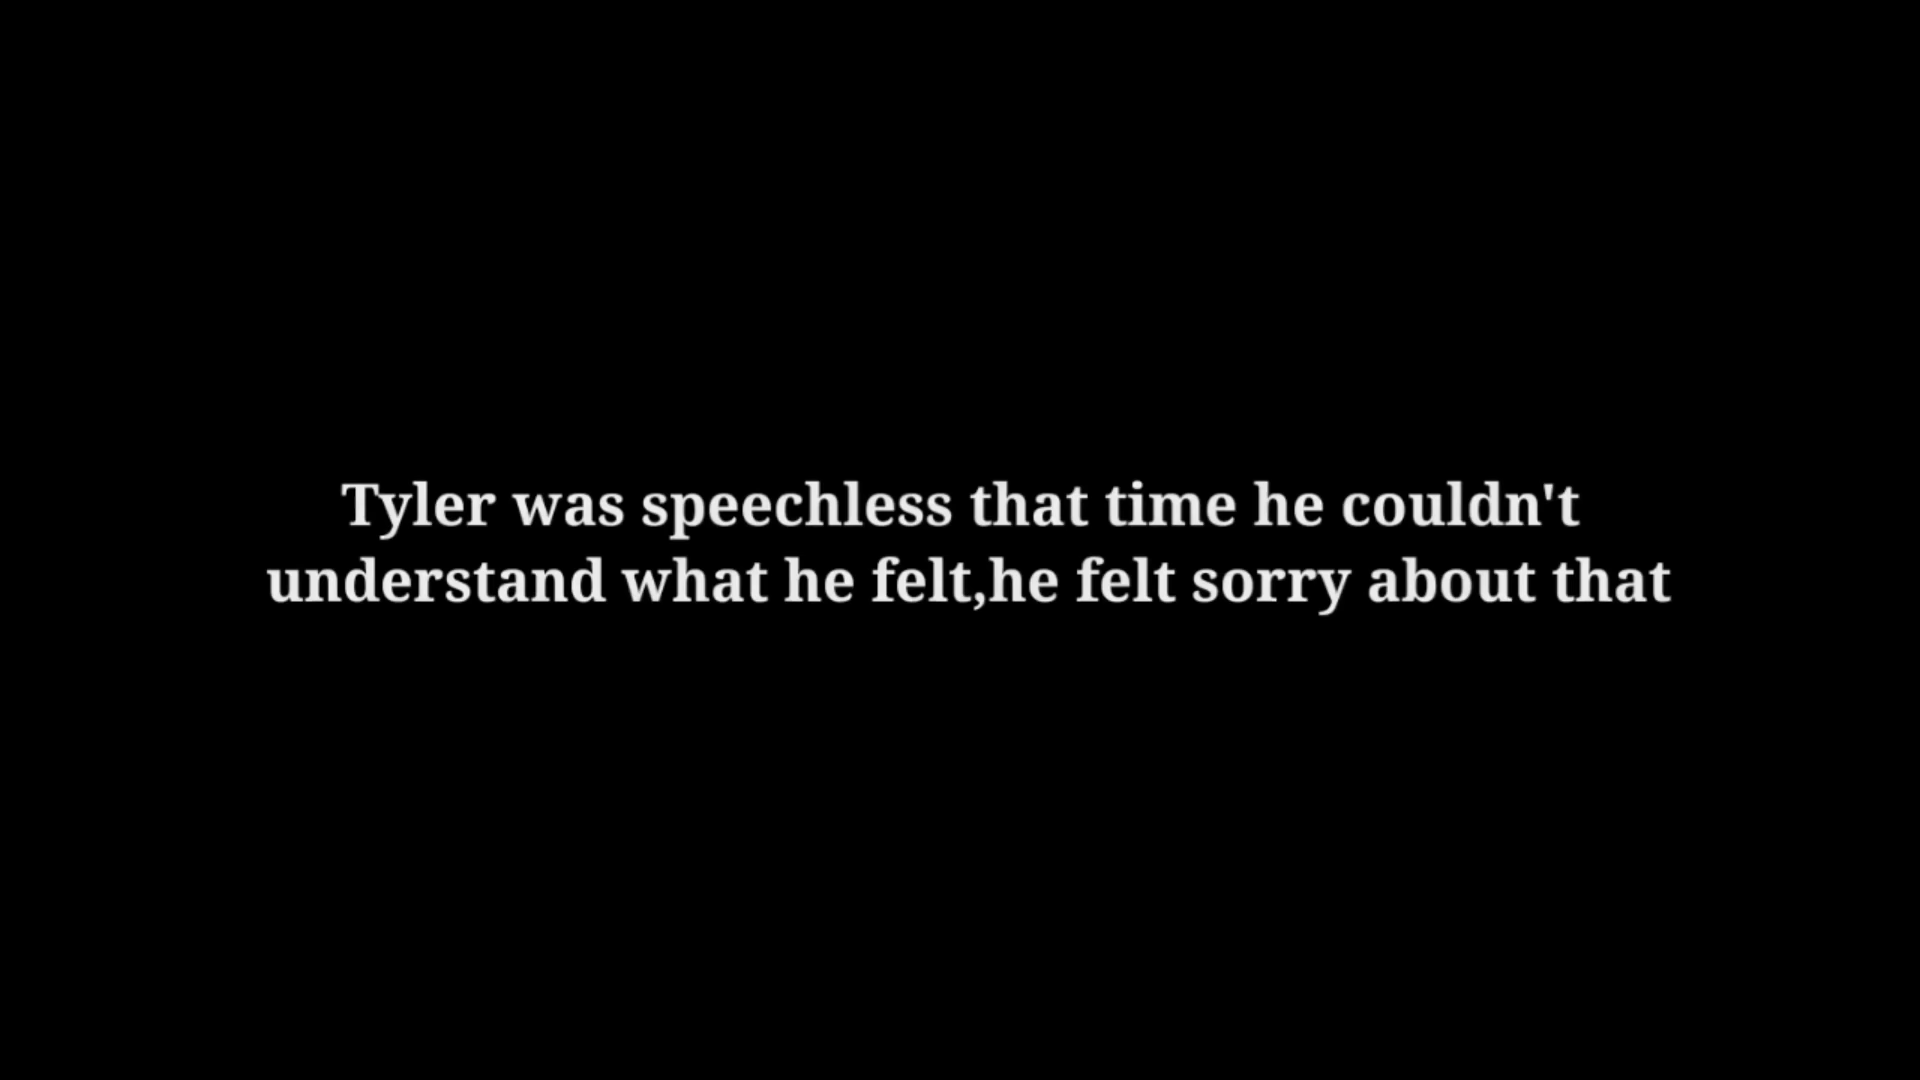 Tyler was speechless that time he couldn't
understand what he felt,he felt sorry about that